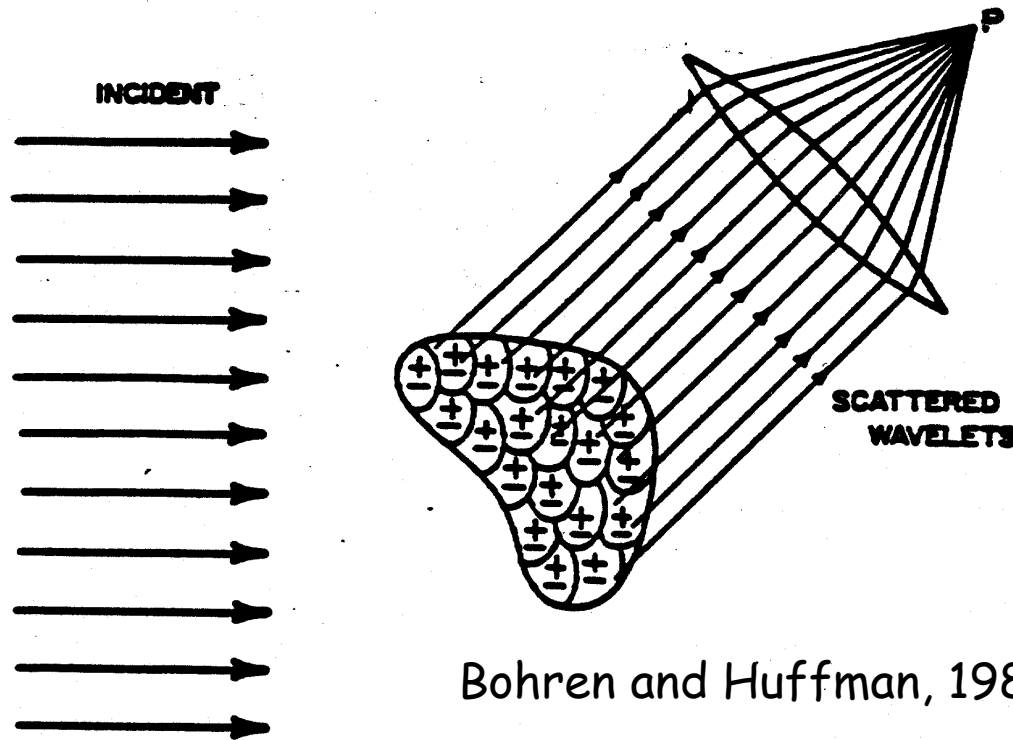 P
INCIDENT
SCATTERED
WAVELETS
Bohren and Huffman, 198